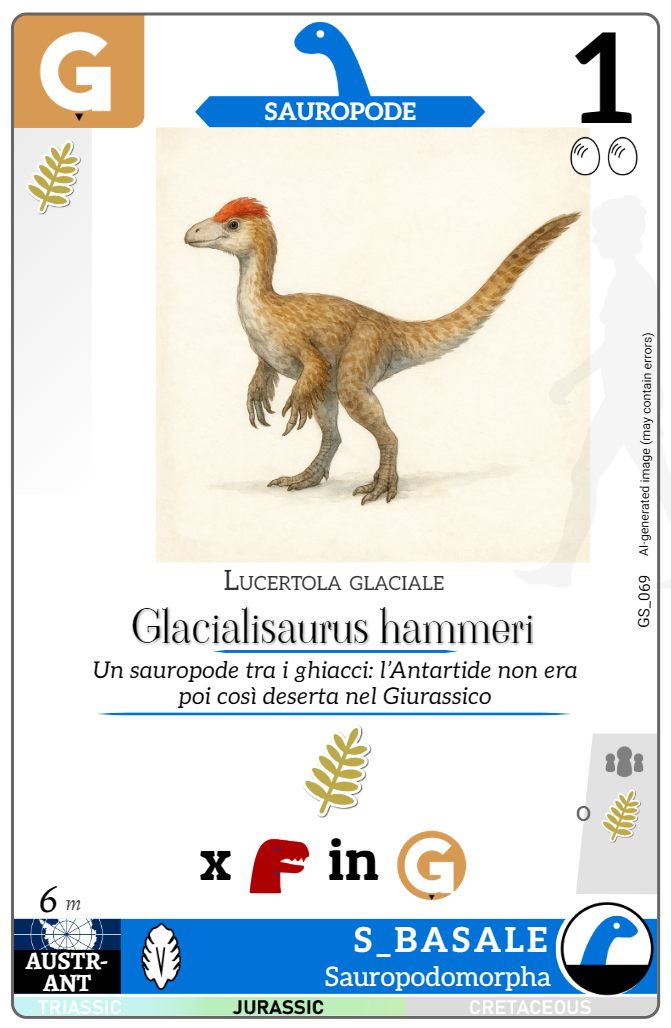 G
SAUROPODE
1
AI-generated image (may contain errors)
GS_069
Lucertola glaciale
Glacialisaurus hammeri
Un sauropode tra i ghiacci: l'Antartide non era
poi così deserta nel Giurassico
o
x in G
6 m
S_BASALE
Sauropodomorpha
AUSTR-
ANT
TRIASSIC JURASSIC CRETACEOUS